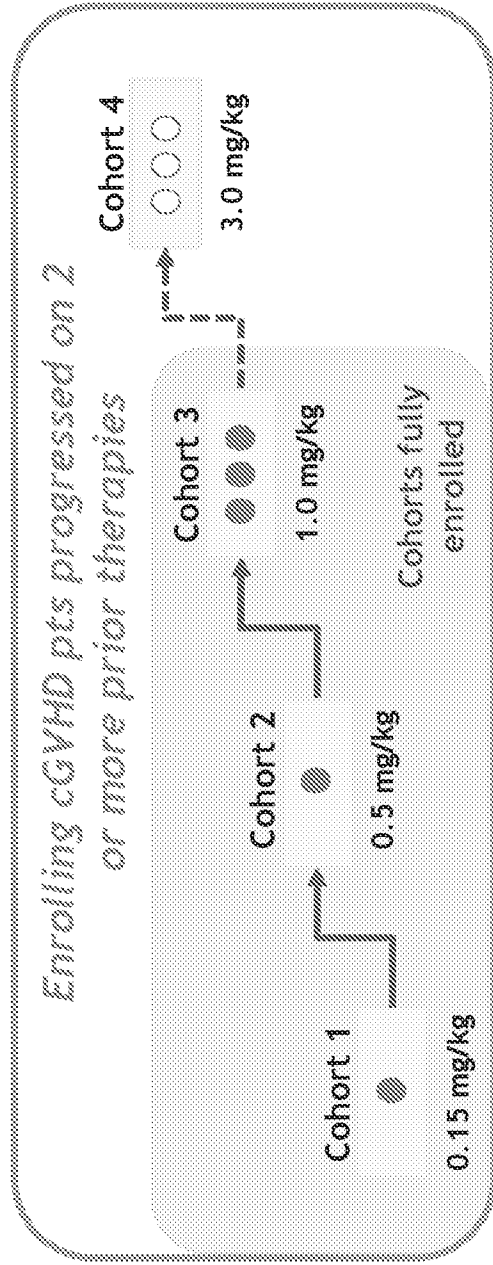 Enrolling cGVHD pts progressed on 2
or more prior therapies
Cohort 1
0.15 mg/kg
Cohort 2
0.5 mg/kg
Cohort 3
1.0 mg/kg
Cohort 4
3.0 mg/kg
Cohorts fully
enrolled